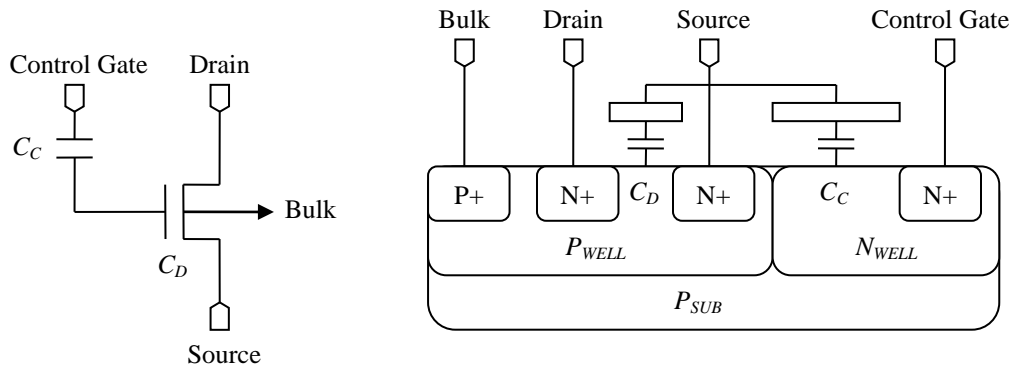 Control Gate
Drain
C_C
Bulk
C_D
Source
Bulk
Drain
Source
Control Gate
P+
N+
C_D
N+
C_C
N+
P_WELL
N_WELL
P_SUB